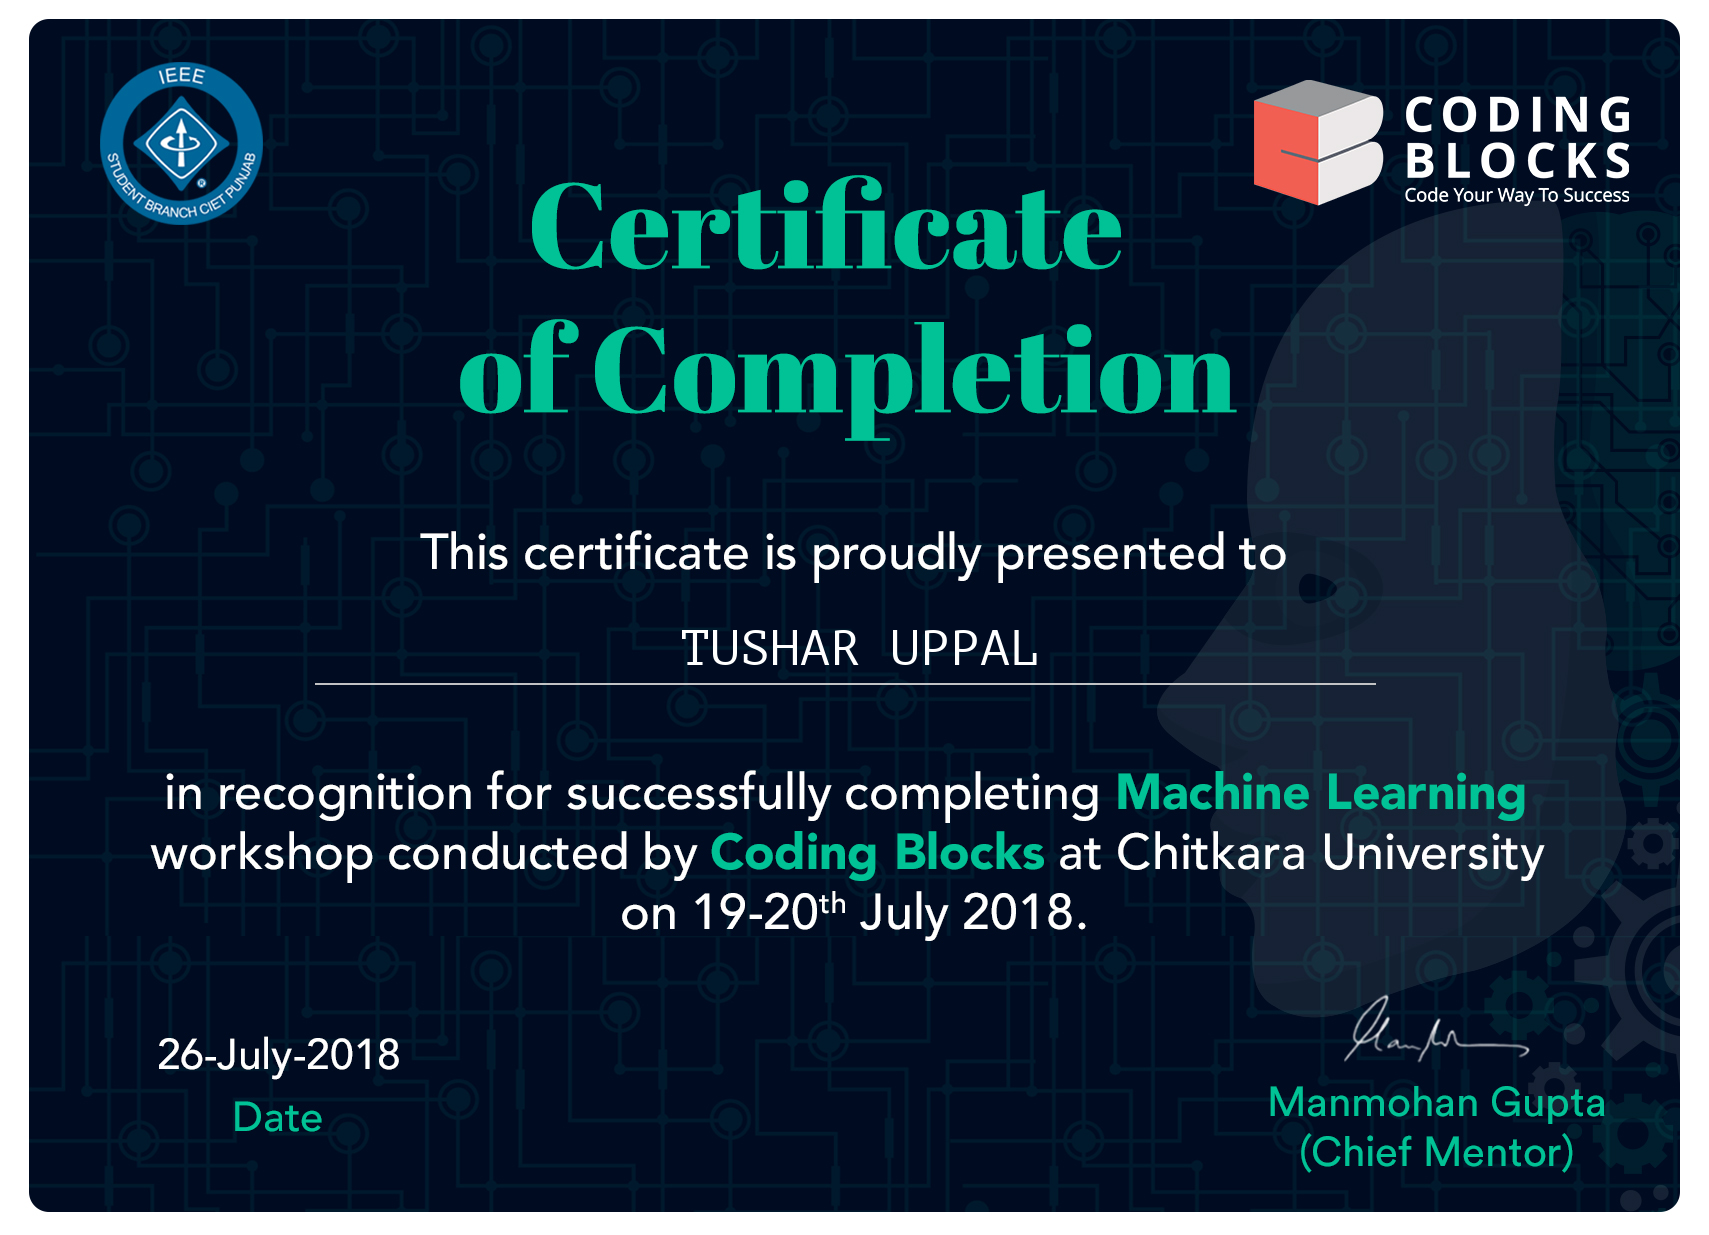 IEEE
STUDENT BRANCH CIET PUNJAB
®
CODING
BLOCKS
Code Your Way To Success
Certificate
of Completion
This certificate is proudly presented to
TUSHAR UPPAL
in recognition for successfully completing Machine Learning
workshop conducted by Coding Blocks at Chitkara University
on 19-20th July 2018.
26-July-2018
Date
Manmohan Gupta
(Chief Mentor)